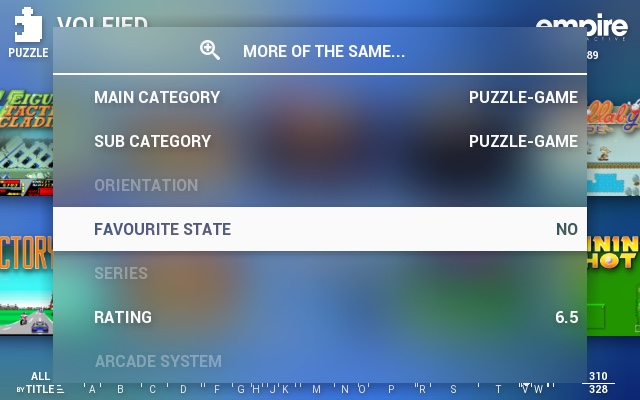 VOLFIED
empire
PUZZLE
89
MORE OF THE SAME...
MAIN CATEGORY PUZZLE-GAME
SUB CATEGORY PUZZLE-GAME
ORIENTATION
FAVOURITE STATE NO
SERIES
RATING 6.5
ARCADE SYSTEM
ALL 310
BY TITLE A B C D F G H J K M N O P R S T V W 328